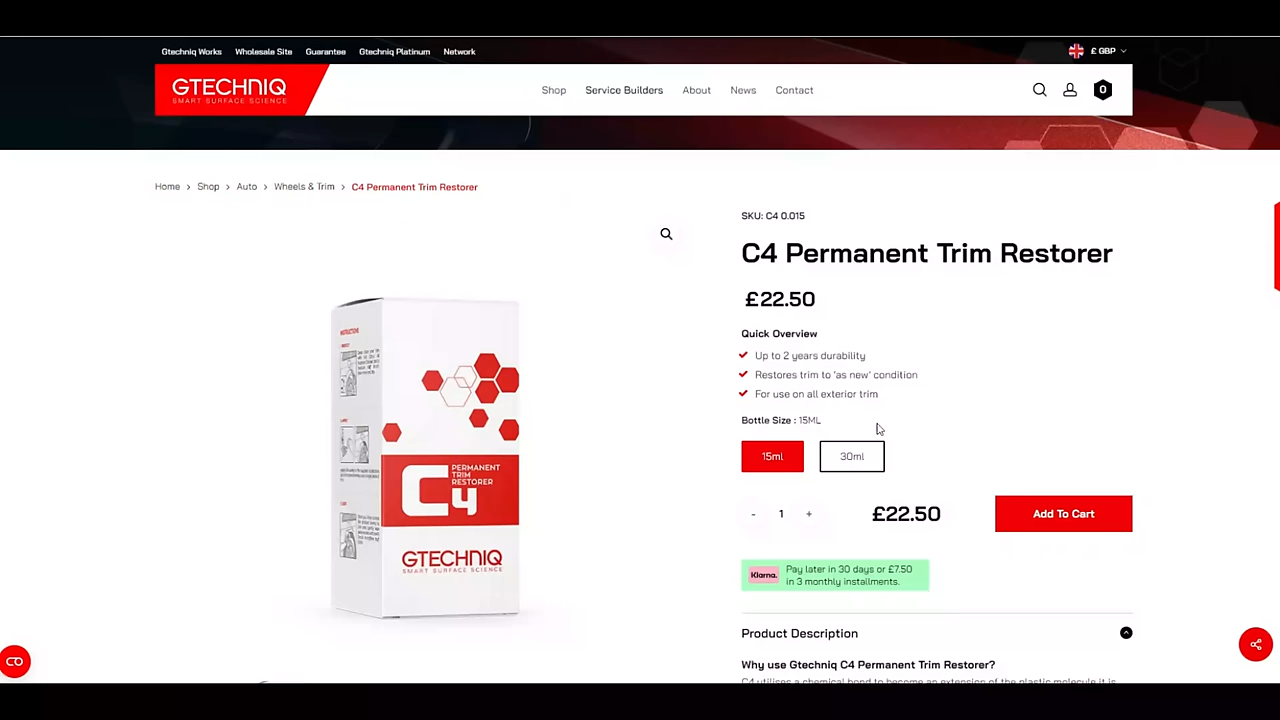 Gtechniq Works Wholesale Site Guarantee Gtechniq Platinum Network
£ GBP
GTECHNIQ
SMART SURFACE SCIENCE
Shop Service Builders About News Contact
0
Home > Shop > Auto > Wheels & Trim > C4 Permanent Trim Restorer
SKU: C4 0.015
C4 Permanent Trim Restorer
£22.50
Quick Overview
Up to 2 years durability
Restores trim to 'as new' condition
For use on all exterior trim
Bottle Size : 15ML
15ml 30ml
- 1 + £22.50 Add To Cart
Klarna. Pay later in 30 days or £7.50
in 3 monthly installments.
Product Description
Why use Gtechniq C4 Permanent Trim Restorer?
C4 utilises a chemical bond to become an extension of the plastic molecule it is
INSTRUCTIONS
C4
PERMANENT
TRIM
RESTORER
GTECHNIQ
SMART SURFACE SCIENCE